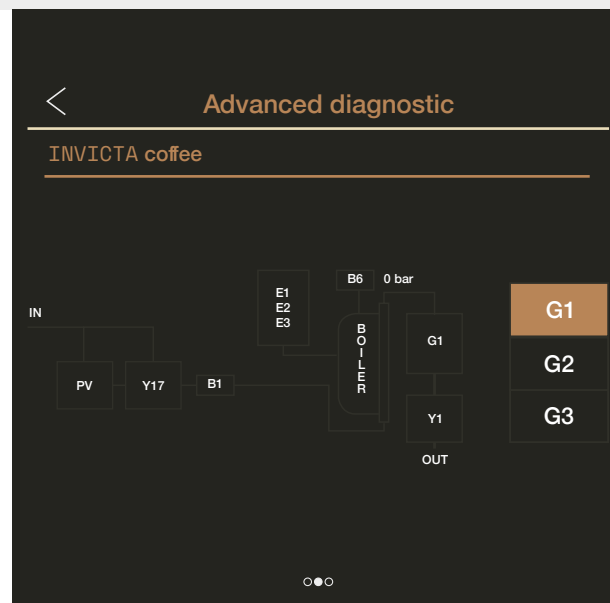 Advanced diagnostic
INVICTA coffee
IN
PV
Y17
B1
E1
E2
E3
B6
0 bar
BOILER
G1
Y1
OUT
G1
G2
G3